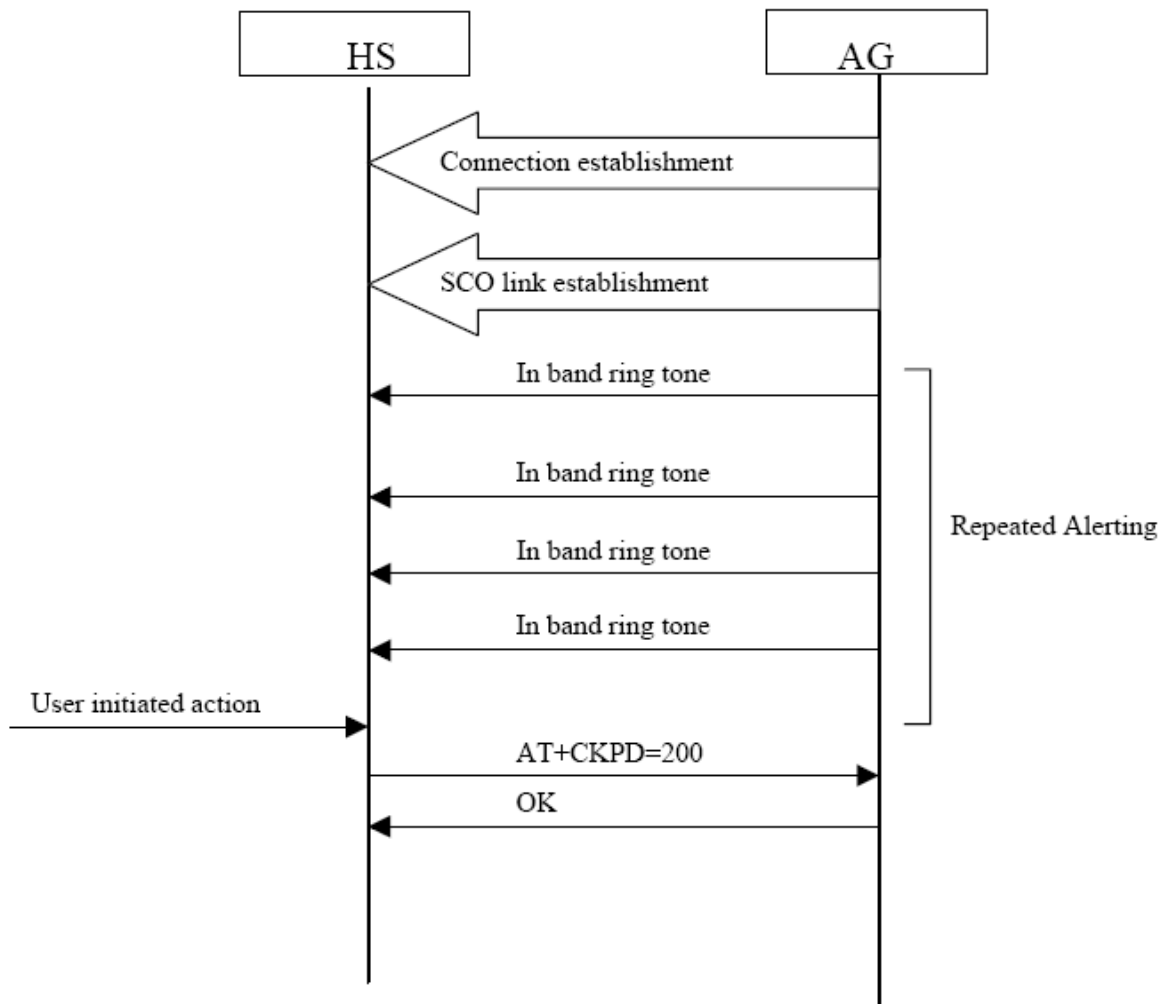 HS
AG
Connection establishment
SCO link establishment
In band ring tone
In band ring tone
Repeated Alerting
In band ring tone
In band ring tone
User initiated action
AT+CKPD=200
OK